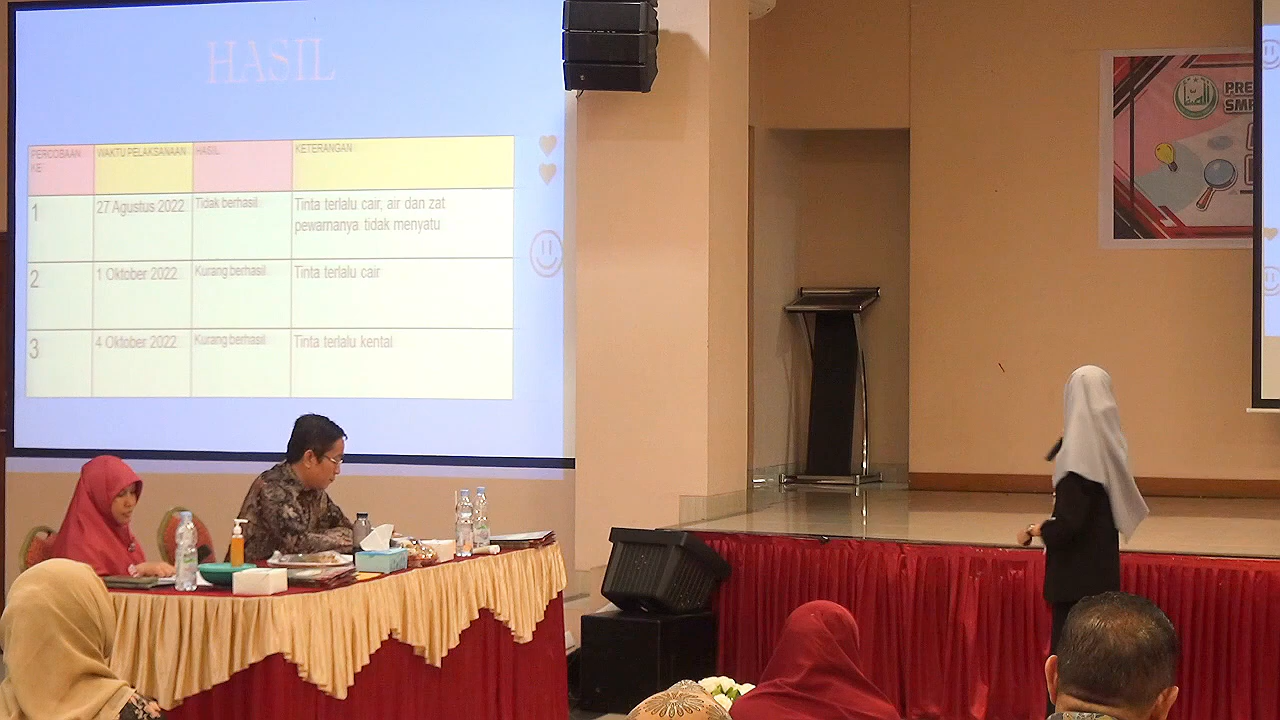 HASIL
PERCOBAAN WAKTU PELAKSANAAN HASIL KETERANGAN
KE
1 27 Agustus 2022 Tidak berhasil Tinta terlalu cair, air dan zat
pewarnanya tidak menyatu
2 1 Oktober 2022 Kurang berhasil Tinta terlalu cair
3 4 Oktober 2022 Kurang berhasil Tinta terlalu kental